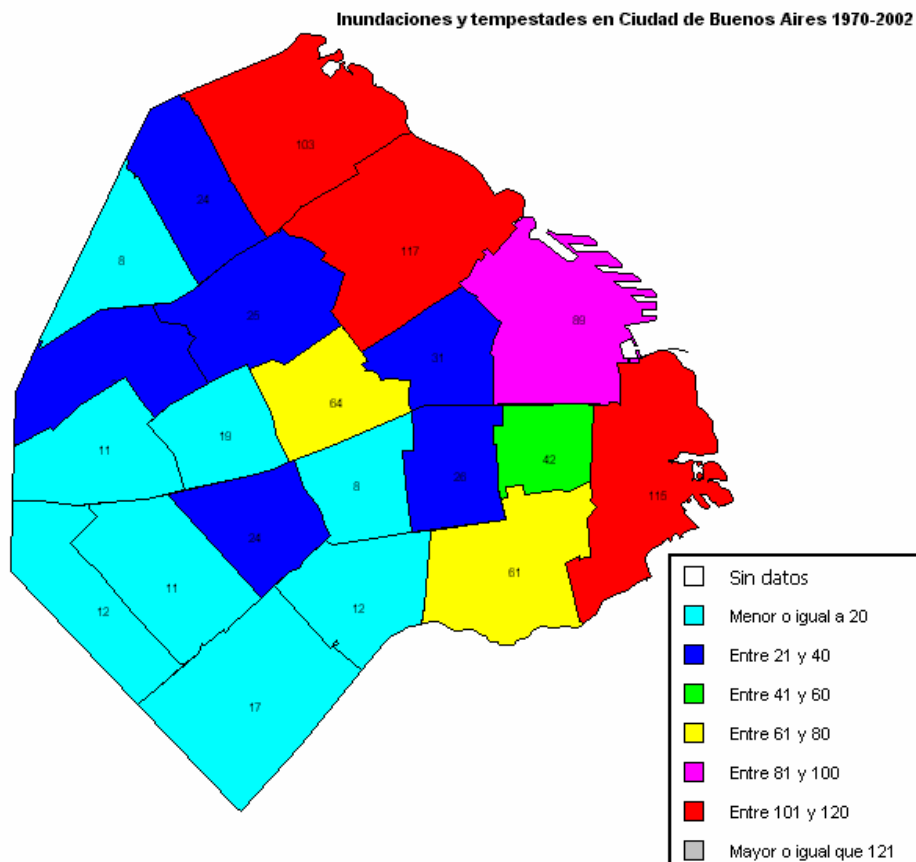 Inundaciones y tempestades en Ciudad de Buenos Aires 1970-2002
103
24
117
8
89
25
31
64
19
11
42
8
26
115
24
61
11
12
12
17
Sin datos
Menor o igual a 20
Entre 21 y 40
Entre 41 y 60
Entre 61 y 80
Entre 81 y 100
Entre 101 y 120
Mayor o igual que 121